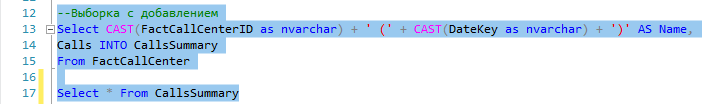 12 --Выборка с добавлением
13 Select CAST(FactCallCenterID as nvarchar) + ' (' + CAST(DateKey as nvarchar) + ')' AS Name,
14 Calls INTO CallsSummary
15 From FactCallCenter
16
17 Select * From CallsSummary